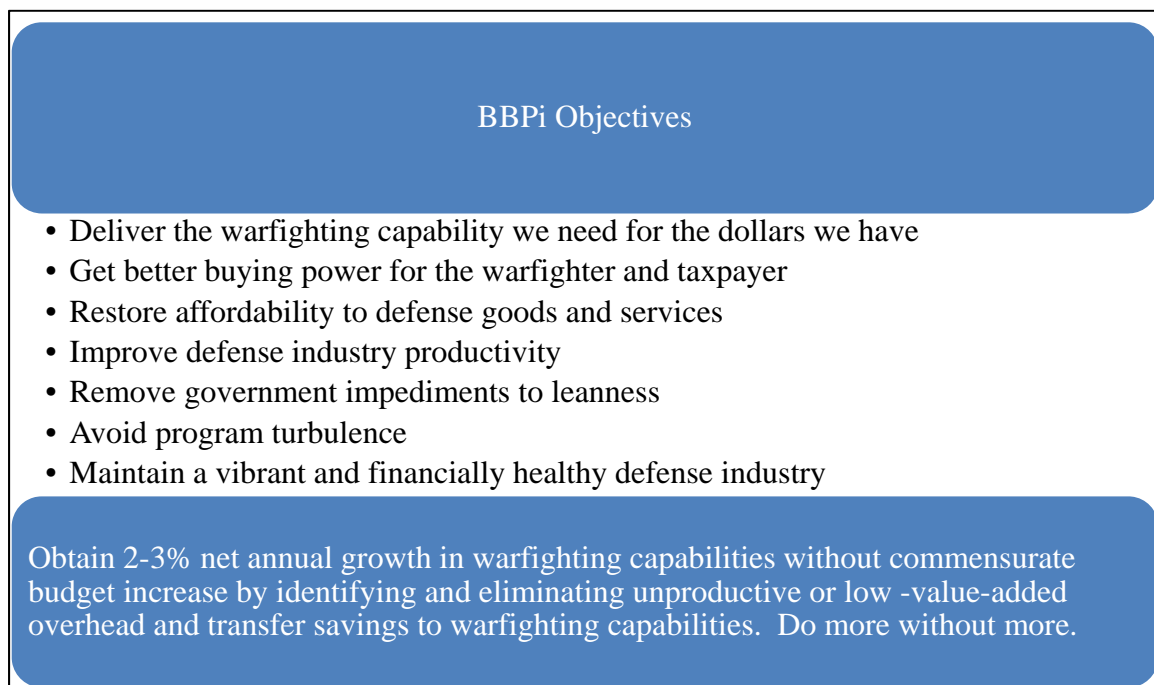 BBPi Objectives
• Deliver the warfighting capability we need for the dollars we have
• Get better buying power for the warfighter and taxpayer
• Restore affordability to defense goods and services
• Improve defense industry productivity
• Remove government impediments to leanness
• Avoid program turbulence
• Maintain a vibrant and financially healthy defense industry
Obtain 2-3% net annual growth in warfighting capabilities without commensurate
budget increase by identifying and eliminating unproductive or low -value-added
overhead and transfer savings to warfighting capabilities.  Do more without more.